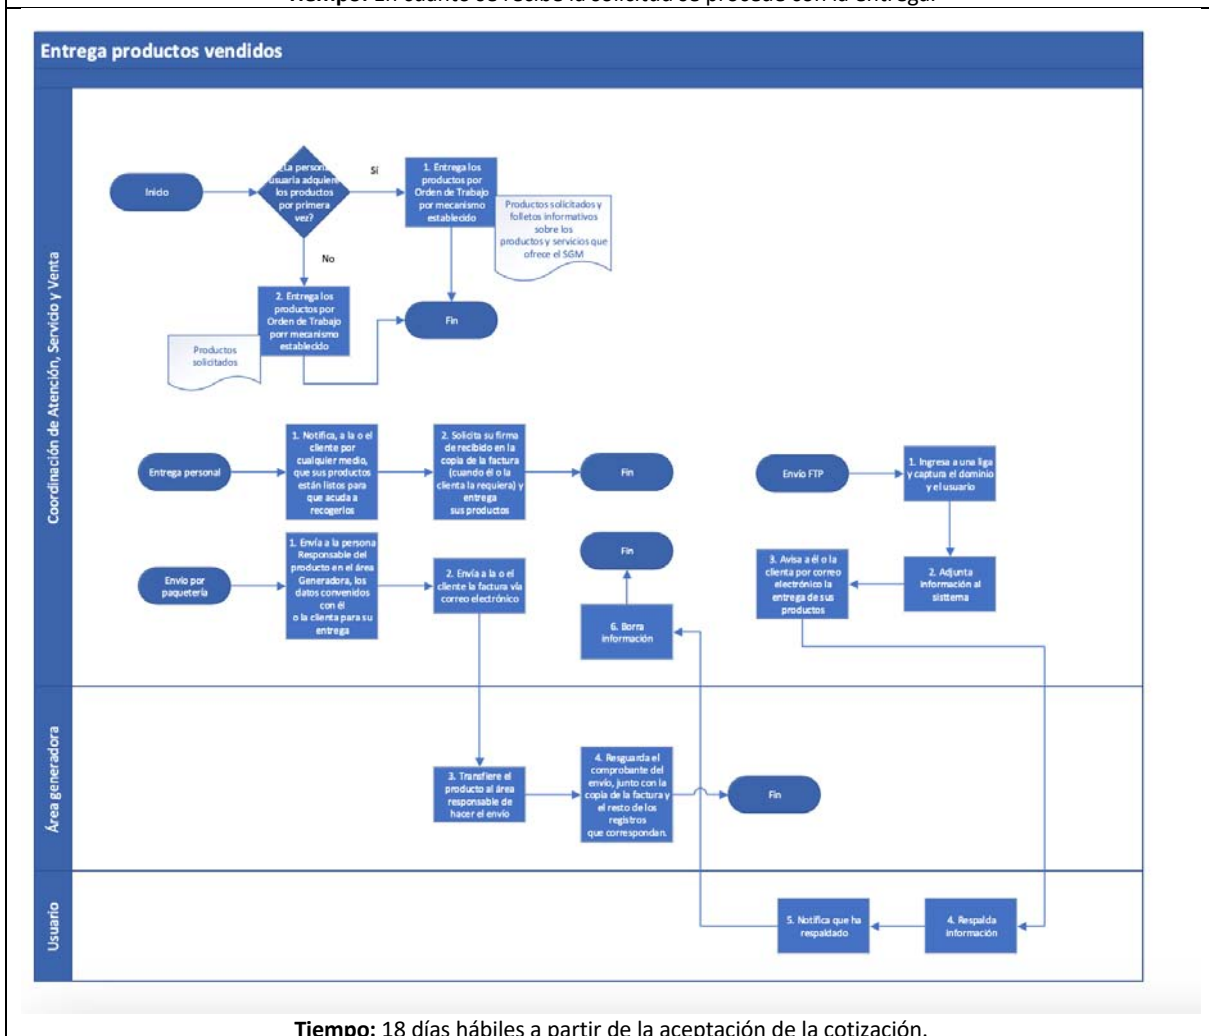 Tiempo: En cuanto se recibe la solicitud se procede con la entrega.
Entrega productos vendidos
Coordinación de Atención, Servicio y Venta
Inicio
¿La persona
usuaria adquiere
los productos
por primera
vez?
Sí
1. Entrega los
productos por
Orden de Trabajo
por mecanismo
establecido
Productos solicitados y
folletos informativos
sobre los
productos y servicios que
ofrece el SGM
No
2. Entrega los
productos por
Orden de Trabajo
porr mecanismo
establecido
Productos
solicitados
Fin
Entrega personal
1. Notifica, a la o el
cliente por
cualquier medio,
que sus productos
están listos para
que acuda a
recogerlos
2. Solicita su firma
de recibido en la
copia de la factura
(cuando él o la
clienta la requiera) y
entrega
sus productos
Fin
Envío FTP
1. Ingresa a una liga
y captura el dominio
y el usuario
2. Adjunta
información al
sisttema
3. Avisa a él o la
clienta por correo
electrónico la
entrega de sus
productos
Envío por
paquetería
1. Envía a la persona
Responsable del
producto en el área
Generadora, los
datos convenidos
con él
o la clienta para su
entrega
2. Envía a la o el
cliente la factura vía
correo electrónico
Fin
6. Borra
información
Área generadora
3. Transfiere el
producto al área
responsable de
hacer el envío
4. Resguarda el
comprobante del
envío, junto con la
copia de la factura y
el resto de los
registros
que correspondan.
Fin
Usuario
5. Notifica que ha
respaldado
4. Respalda
información
Tiempo: 18 días hábiles a partir de la aceptación de la cotización.